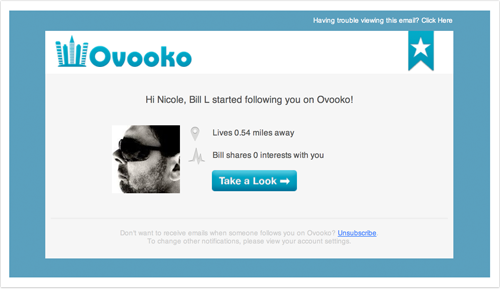 Having trouble viewing this email? Click Here
Ovooko
Hi Nicole, Bill L started following you on Ovooko!
Lives 0.54 miles away
Bill shares 0 interests with you
Take a Look ➡
Don't want to receive emails when someone follows you on Ovooko? Unsubscribe.
To change other notifications, please view your account settings.